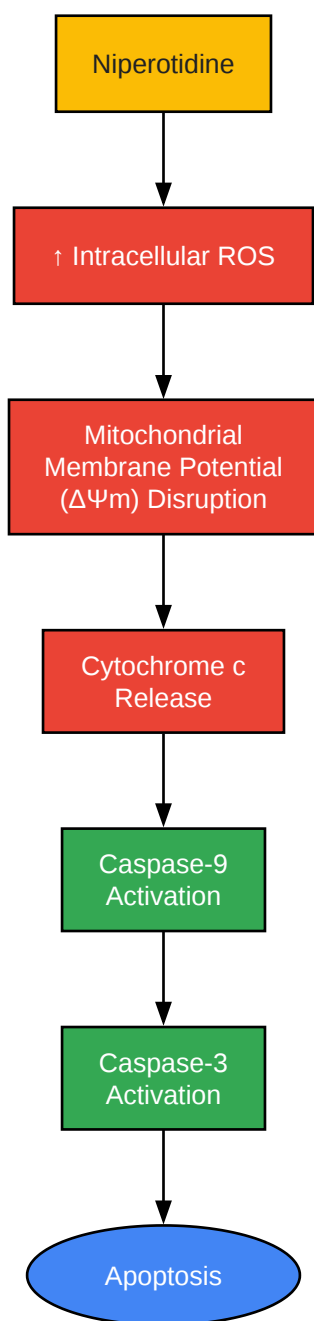 Niperotidine
↑ Intracellular ROS
Mitochondrial
Membrane Potential
(ΔΨm) Disruption
Cytochrome c
Release
Caspase-9
Activation
Caspase-3
Activation
Apoptosis